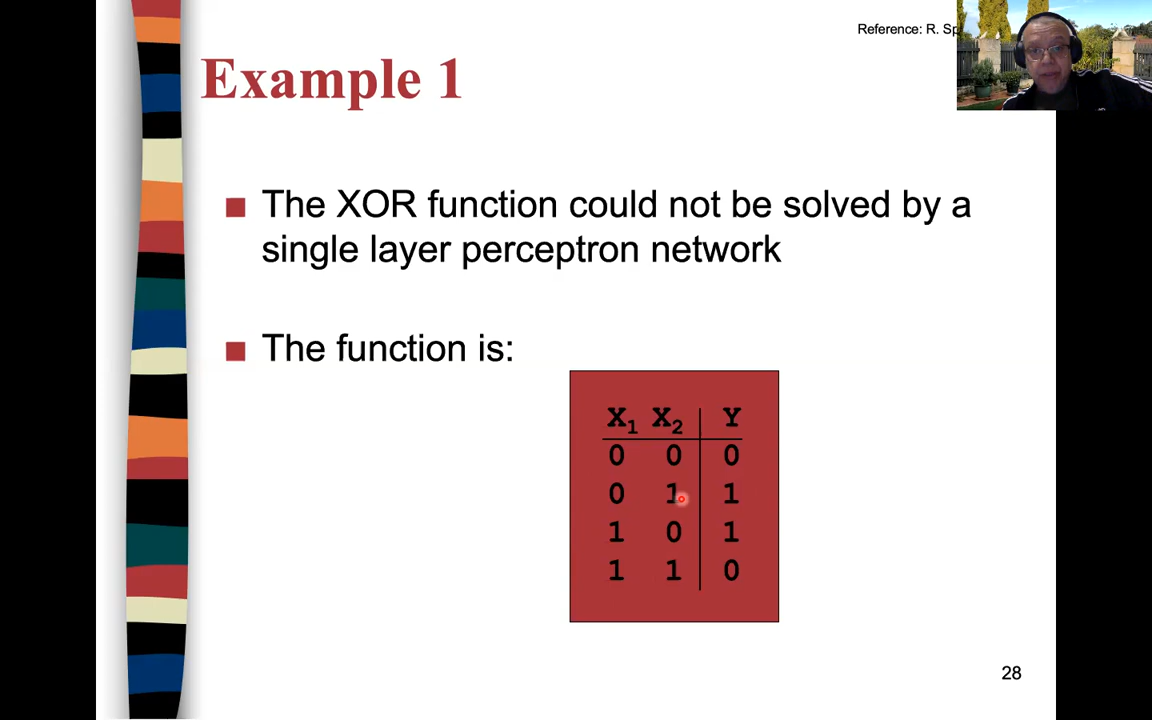 Reference: R. Sp
Example 1
The XOR function could not be solved by a
single layer perceptron network
The function is:
X1 X2 Y
0 0 0
0 1 1
1 0 1
1 1 0
28